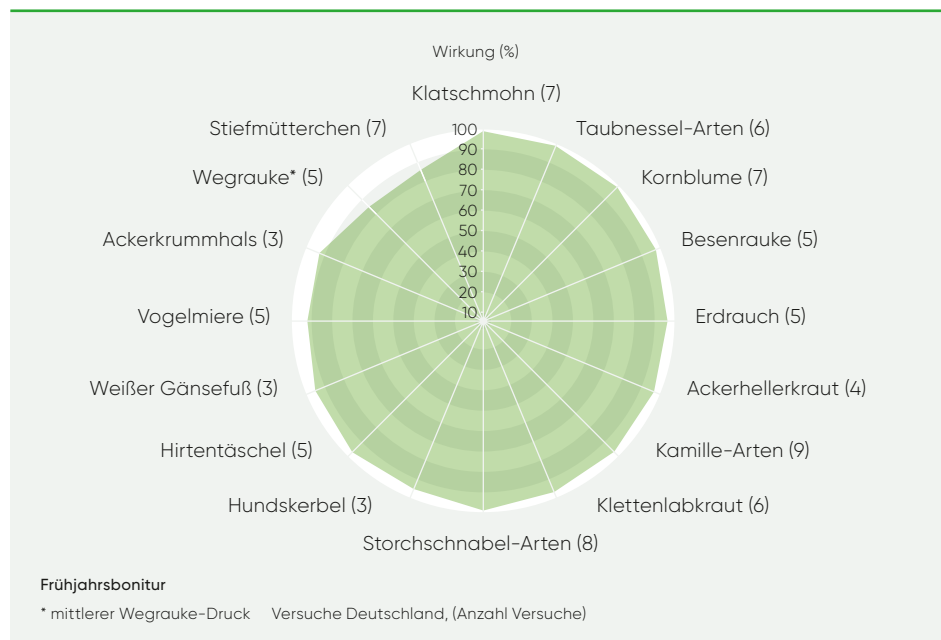 Wirkung (%)
Klatschmohn (7)
Stiefmütterchen (7)
100
Taubnessel-Arten (6)
90
80
Wegrauke* (5)
Kornblume (7)
70
60
Ackerkrummhals (3)
50
Besenrauke (5)
40
30
20
10
Vogelmiere (5)
Erdrauch (5)
Weißer Gänsefuß (3)
Ackerhellerkraut (4)
Hirtentäschel (5)
Kamille-Arten (9)
Hundskerbel (3)
Klettenlabkraut (6)
Storchschnabel-Arten (8)
Frühjahrsbonitur
* mittlerer Wegrauke-Druck Versuche Deutschland, (Anzahl Versuche)